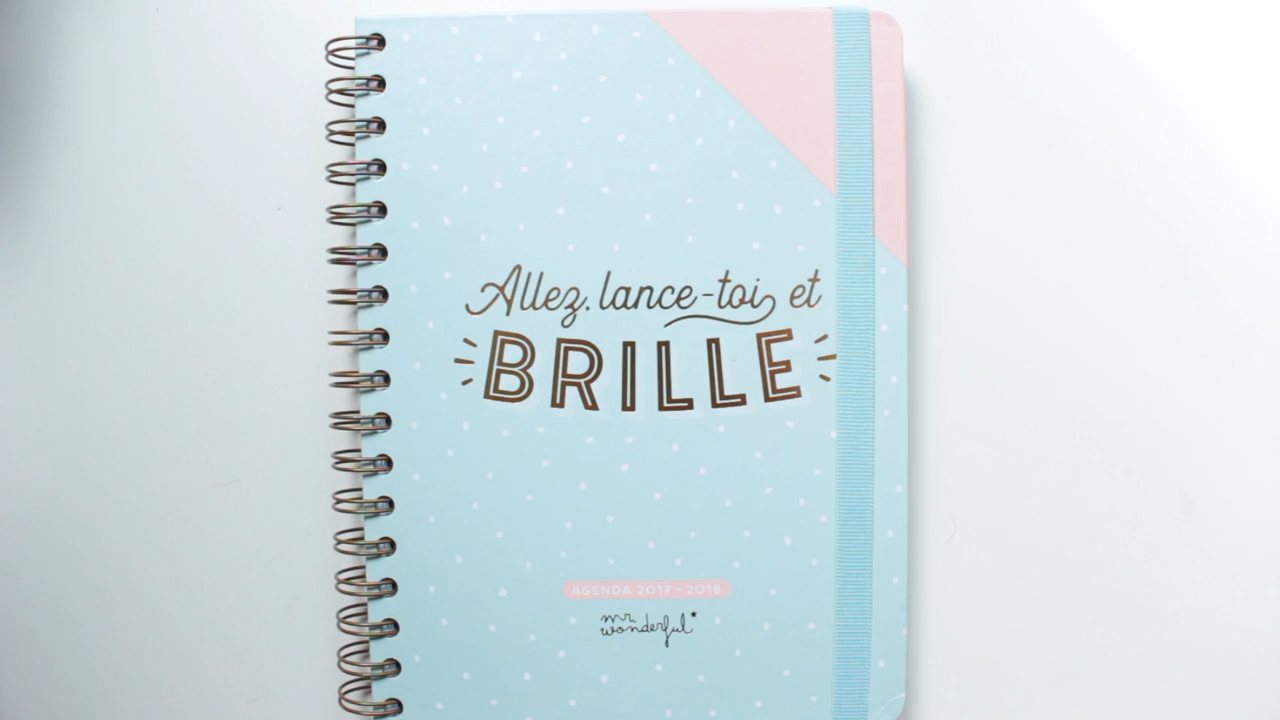 Allez, lance-toi et
BRILLE
AGENDA 2017 - 2018
mr.
wonderful*